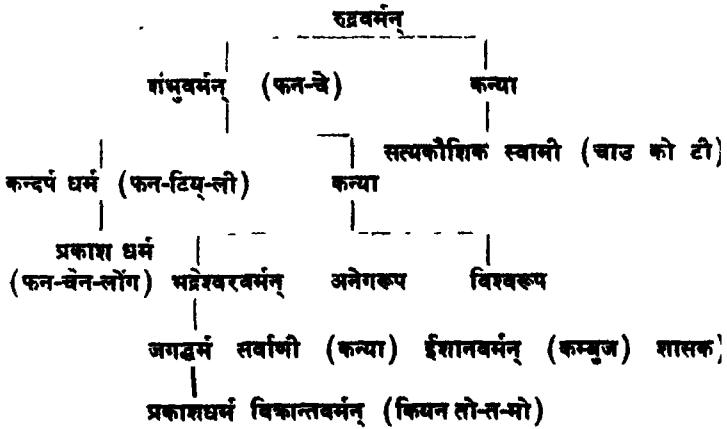 रुद्रवर्मन्
शंभुवर्मन् (फन-चे) कन्या
सत्यकौशिक स्वामी (चाउ को टी)
कन्दर्प धर्म (फन-टिय्-ली) कन्या
प्रकाश धर्म
(फन-चेन-लोंग) भद्रेश्वरवर्मन् अनेगरूप विश्वरूप
जगद्धर्म सर्वाणी (कन्या) ईशानवर्मन् (कम्बुज) शासक)
प्रकाशधर्म विक्रान्तवर्मन् (कियन तो-त-मो)